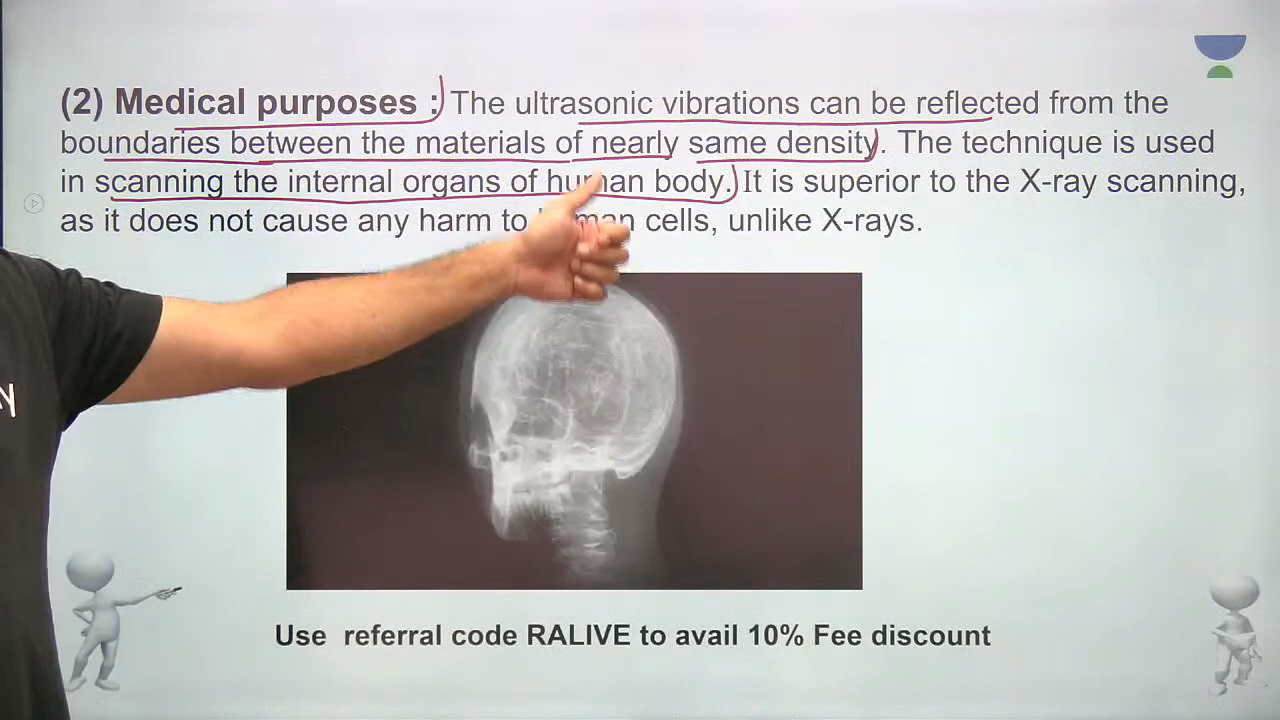 (2) Medical purposes : The ultrasonic vibrations can be reflected from the
boundaries between the materials of nearly same density. The technique is used
in scanning the internal organs of human body. It is superior to the X-ray scanning,
as it does not cause any harm to human cells, unlike X-rays.
Use referral code RALIVE to avail 10% Fee discount